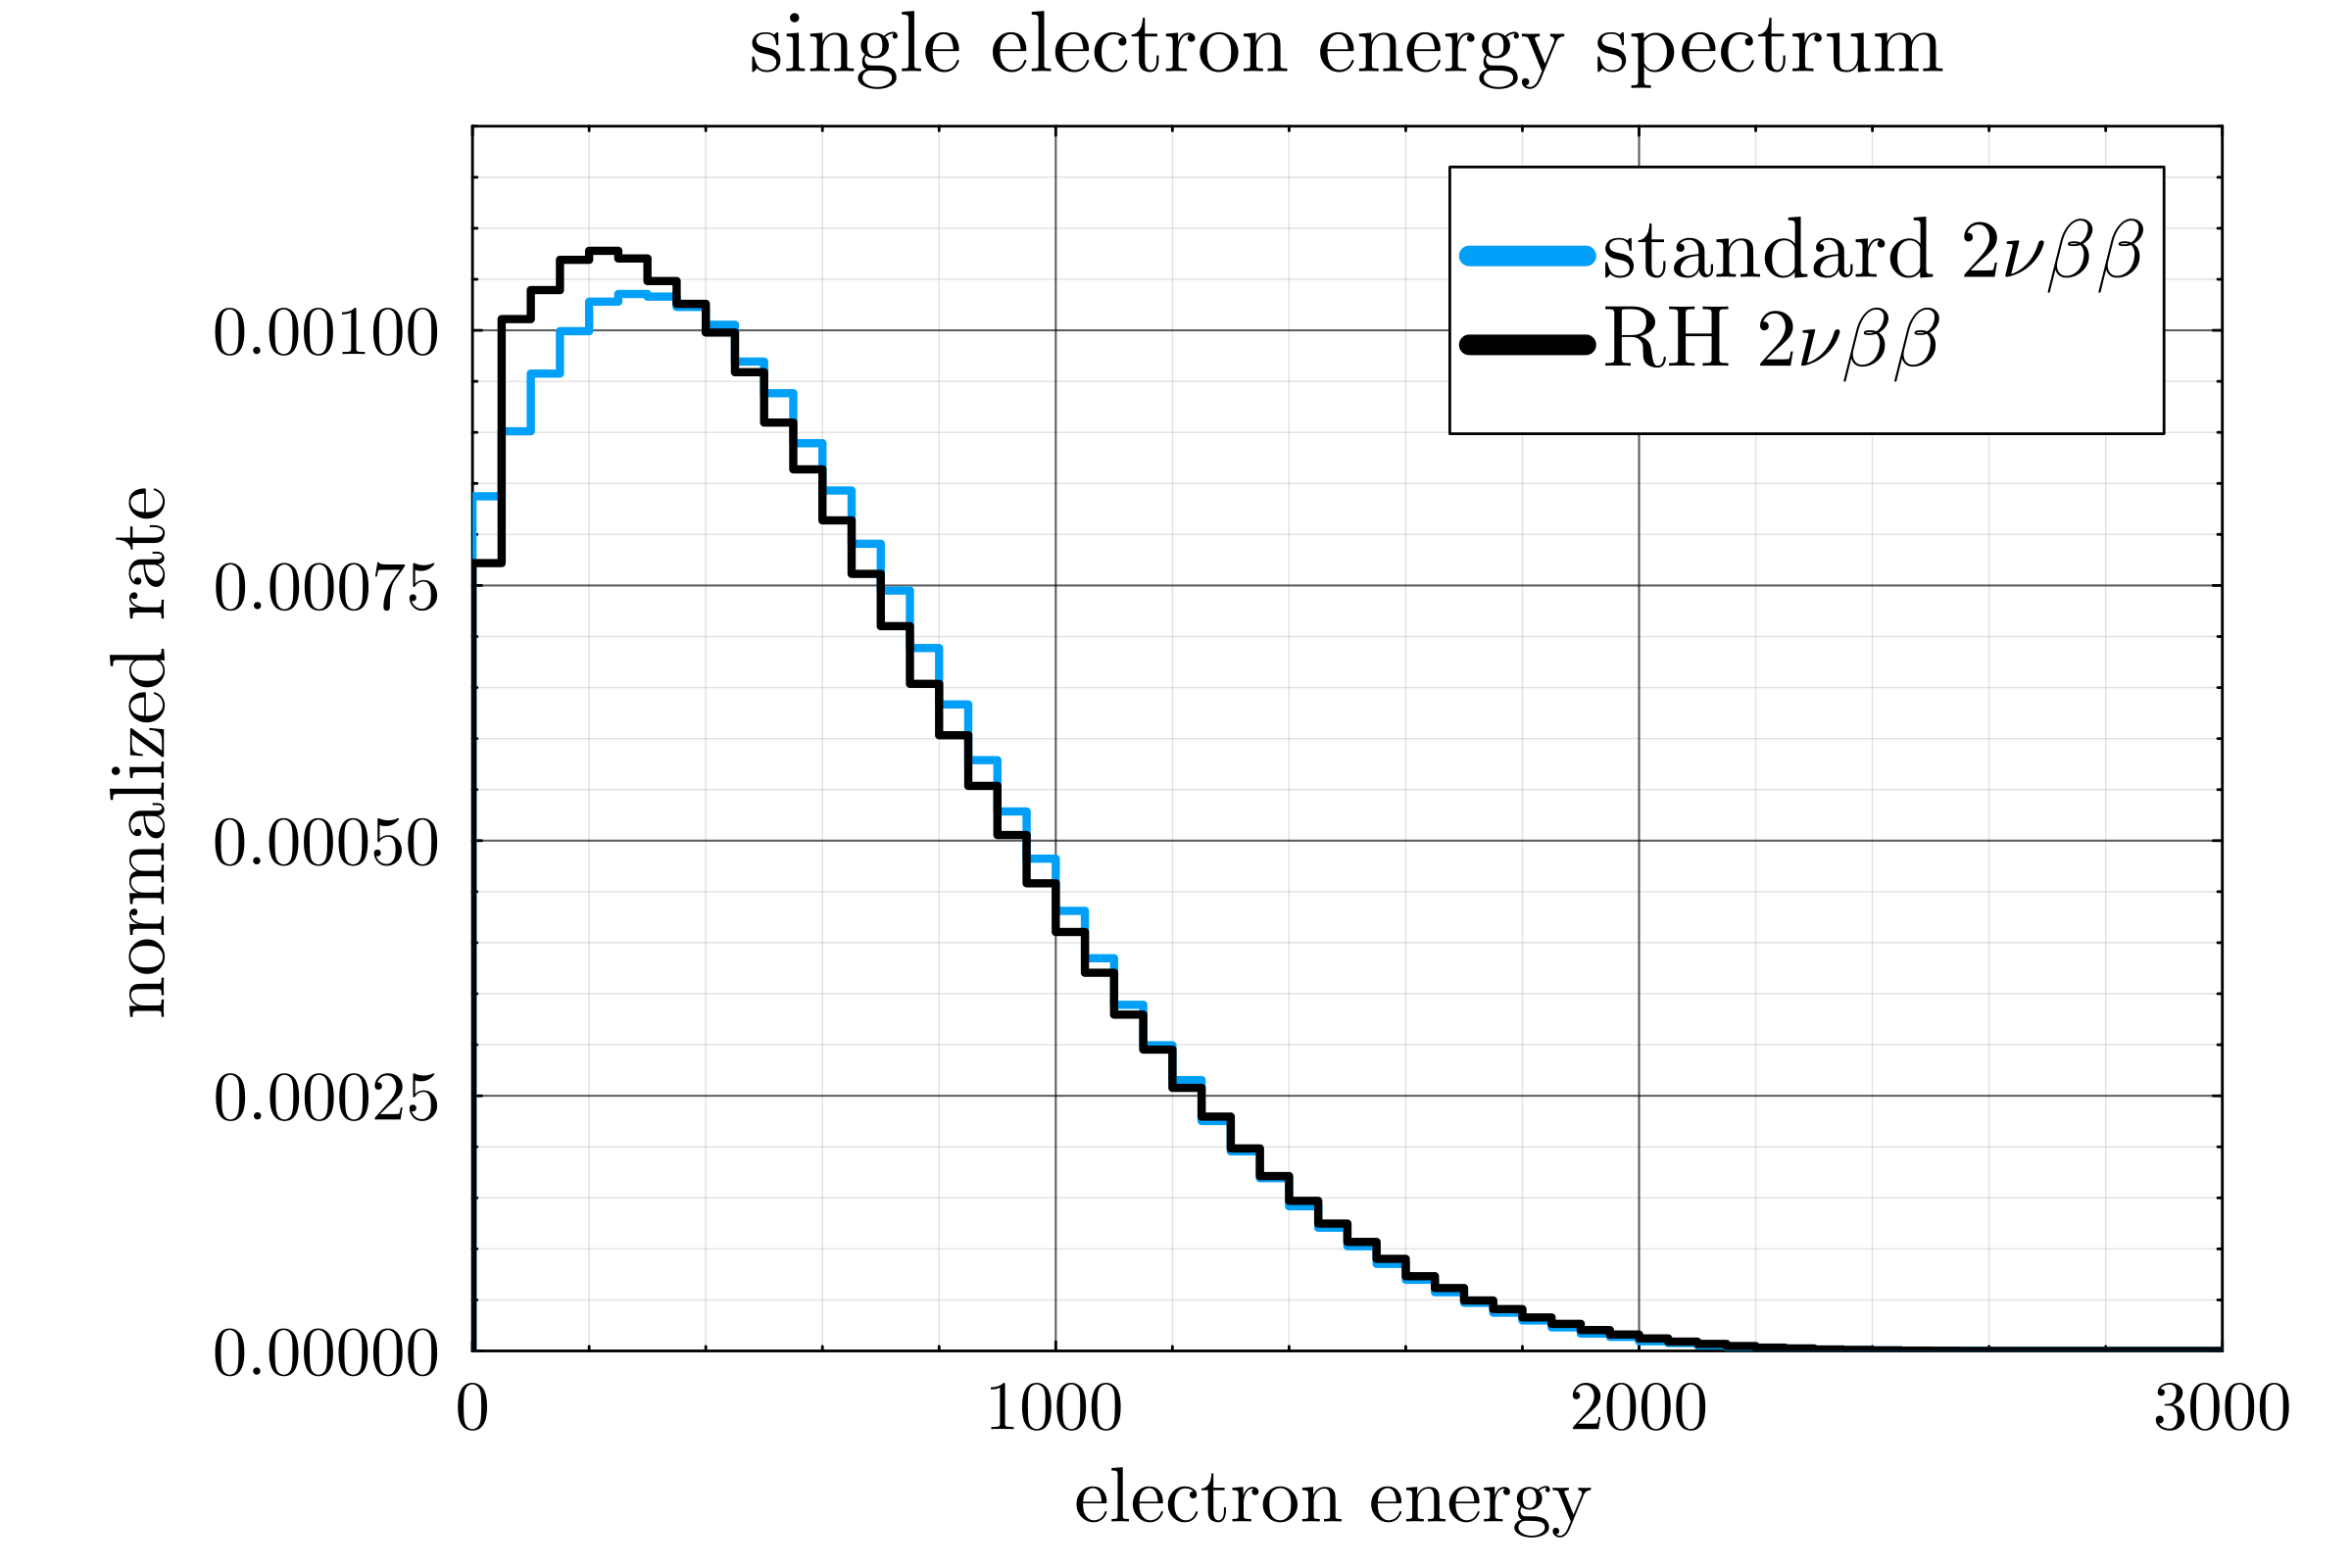 single electron energy spectrum
standard 2νββ
RH 2νββ
normalized rate
0.00100
0.00075
0.00050
0.00025
0.00000
0 1000 2000 3000
electron energy